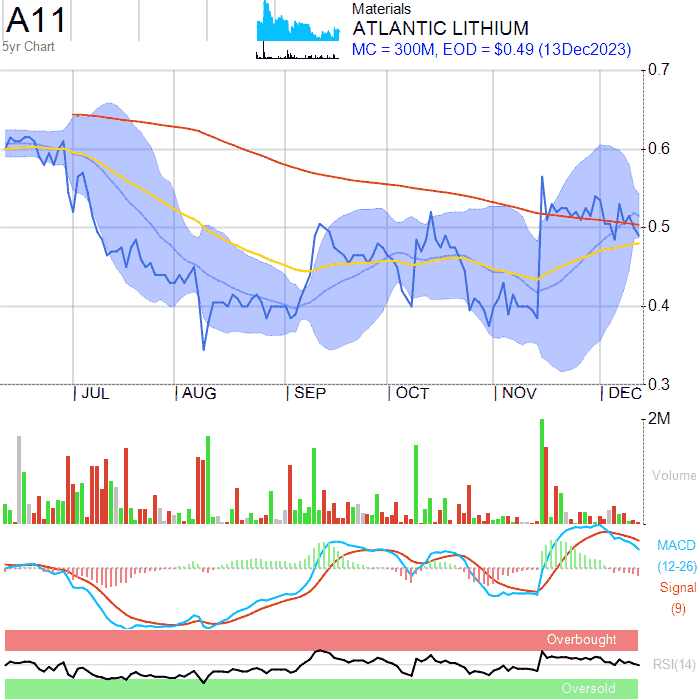 A11
5yr Chart
Materials
ATLANTIC LITHIUM
MC = 300M, EOD = $0.49 (13Dec2023)
0.7
0.6
0.5
0.4
0.3
JUL
AUG
SEP
OCT
NOV
DEC
2M
Volume
MACD
(12-26)
Signal
(9)
Overbought
RSI(14)
Oversold